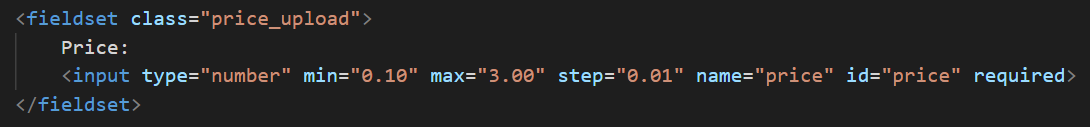 <fieldset class="price_upload">
Price:
<input type="number" min="0.10" max="3.00" step="0.01" name="price" id="price" required>
</fieldset>